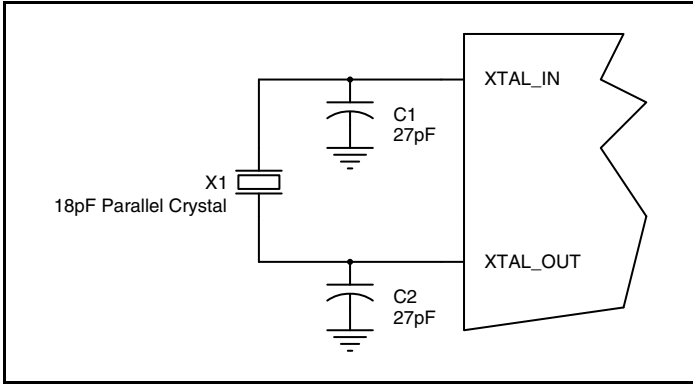 XTAL_IN
C1
27pF
X1
18pF Parallel Crystal
XTAL_OUT
C2
27pF